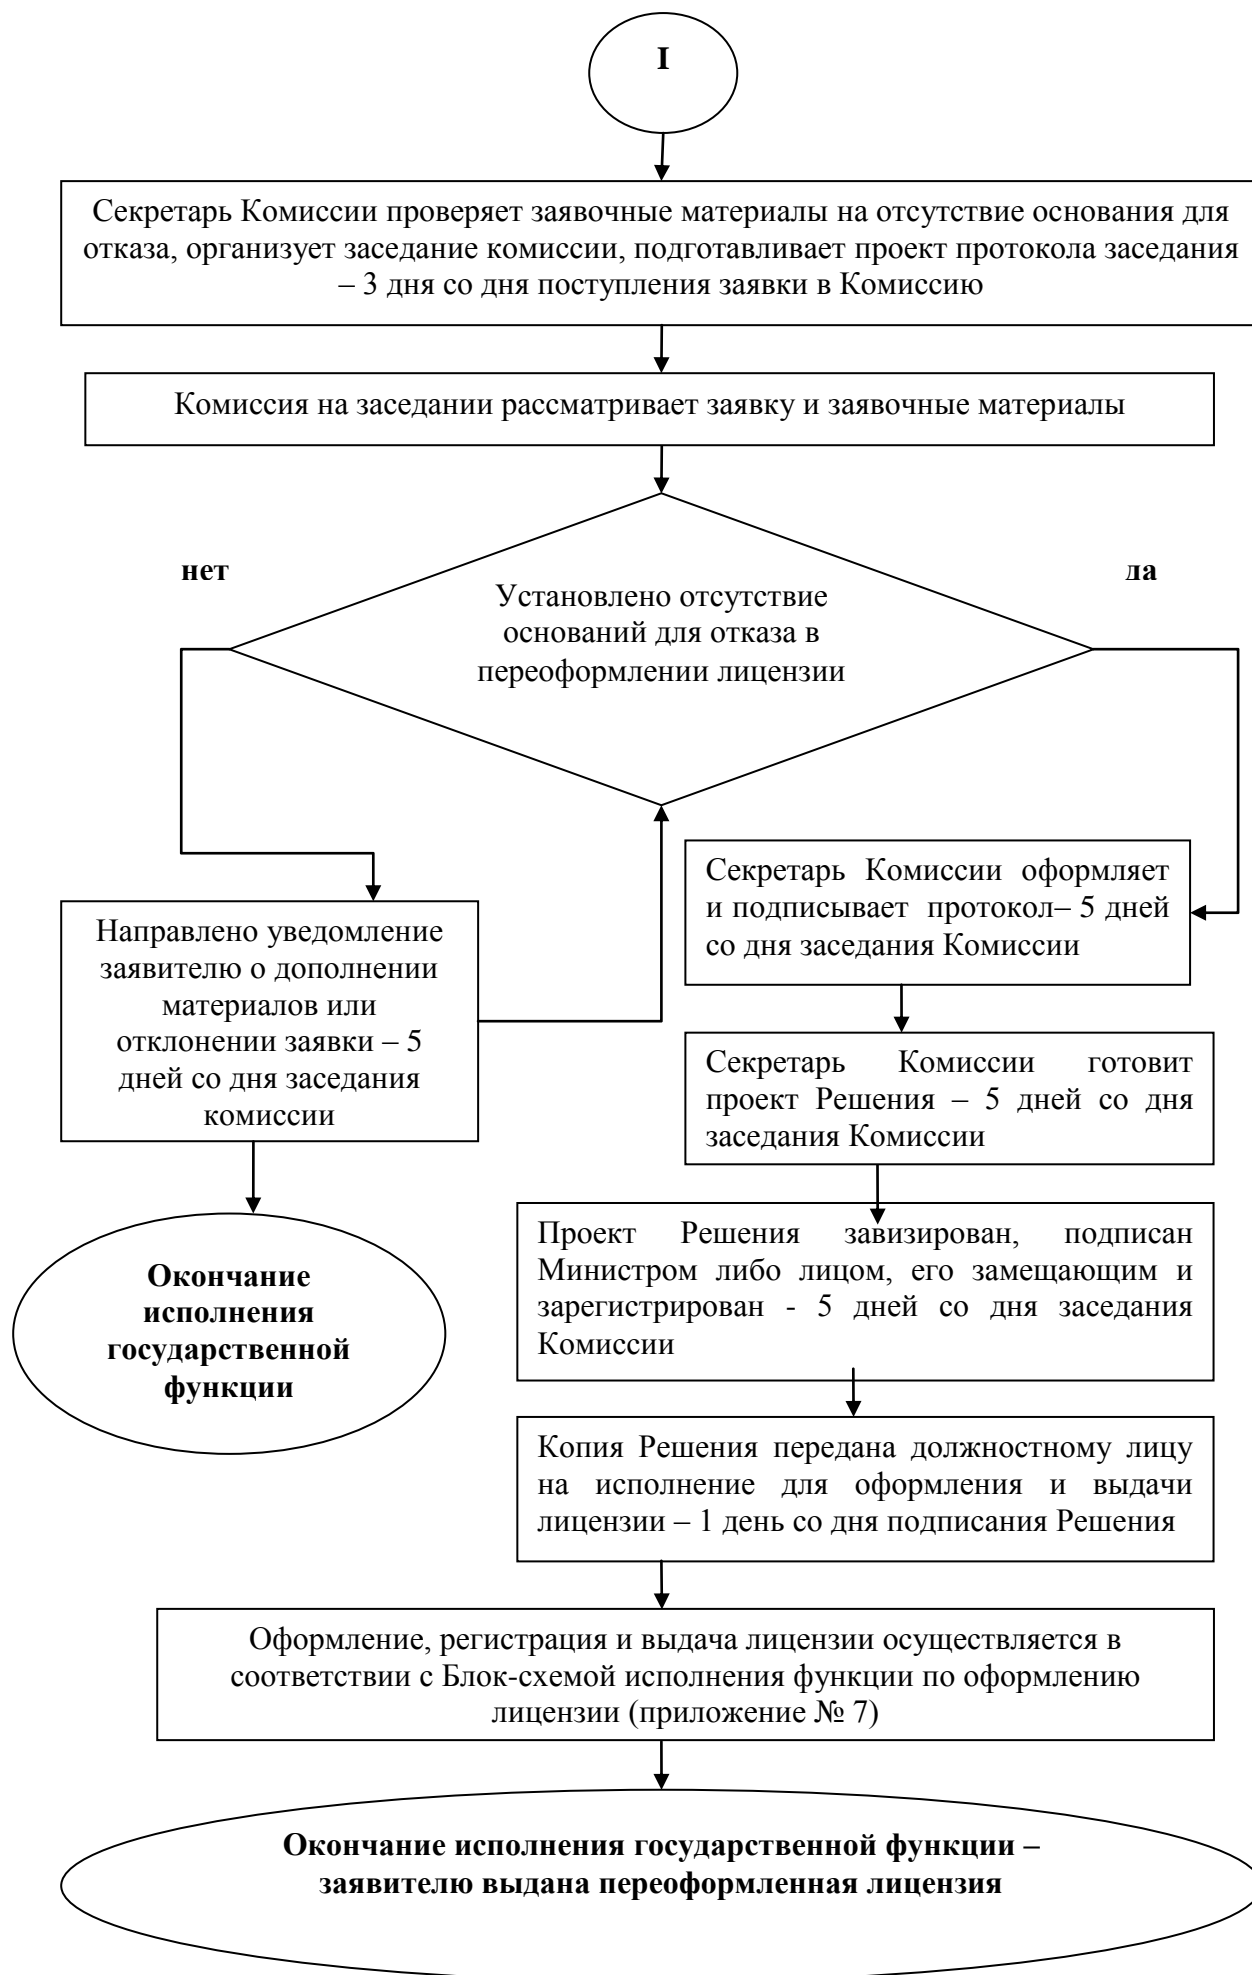 I
Секретарь Комиссии проверяет заявочные материалы на отсутствие основания для
отказа, организует заседание комиссии, подготавливает проект протокола заседания
– 3 дня со дня поступления заявки в Комиссию
Комиссия на заседании рассматривает заявку и заявочные материалы
нет
да
Установлено отсутствие
оснований для отказа в
переоформлении лицензии
Направлено уведомление
заявителю о дополнении
материалов или
отклонении заявки – 5
дней со дня заседания
комиссии
Окончание
исполнения
государственной
функции
Секретарь Комиссии оформляет
и подписывает протокол– 5 дней
со дня заседания Комиссии
Секретарь Комиссии готовит
проект Решения – 5 дней со дня
заседания Комиссии
Проект Решения завизирован, подписан
Министром либо лицом, его замещающим и
зарегистрирован - 5 дней со дня заседания
Комиссии
Копия Решения передана должностному лицу
на исполнение для оформления и выдачи
лицензии – 1 день со дня подписания Решения
Оформление, регистрация и выдача лицензии осуществляется в
соответствии с Блок-схемой исполнения функции по оформлению
лицензии (приложение № 7)
Окончание исполнения государственной функции –
заявителю выдана переоформленная лицензия